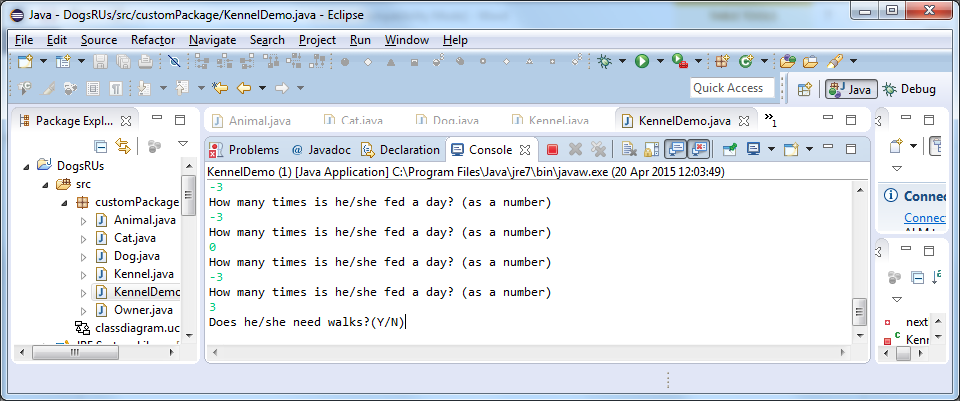 Java - DogsRUs/src/customPackage/KennelDemo.java - Eclipse
File Edit Source Refactor Navigate Search Project Run Window Help
Quick Access
Java
Debug
Package Expl...
Animal.java Cat.java Dog.java Kennel.java KennelDemo.java »1
Problems @ Javadoc Declaration Console
KennelDemo (1) [Java Application] C:\Program Files\Java\jre7\bin\javaw.exe (20 Apr 2015 12:03:49)
DogsRUs
src
customPackage
Animal.java
Cat.java
Dog.java
Kennel.java
KennelDemo
Owner.java
classdiagram.uc
-3
How many times is he/she fed a day? (as a number)
-3
How many times is he/she fed a day? (as a number)
0
How many times is he/she fed a day? (as a number)
-3
How many times is he/she fed a day? (as a number)
3
Does he/she need walks?(Y/N)
Connec
Connect
next
Kenn